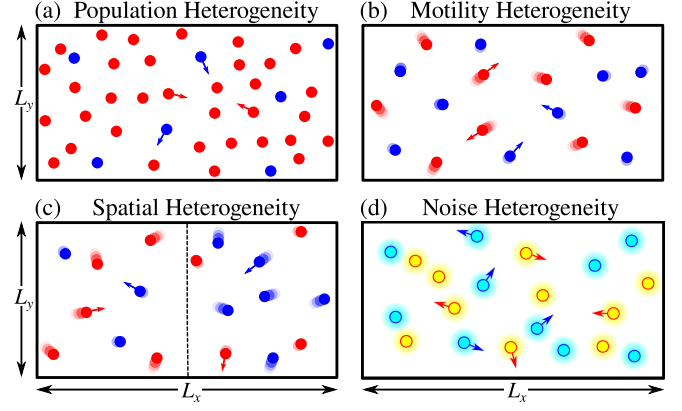 (a) Population Heterogeneity
(b) Motility Heterogeneity
L_y
(c) Spatial Heterogeneity
(d) Noise Heterogeneity
L_y
L_x
L_x